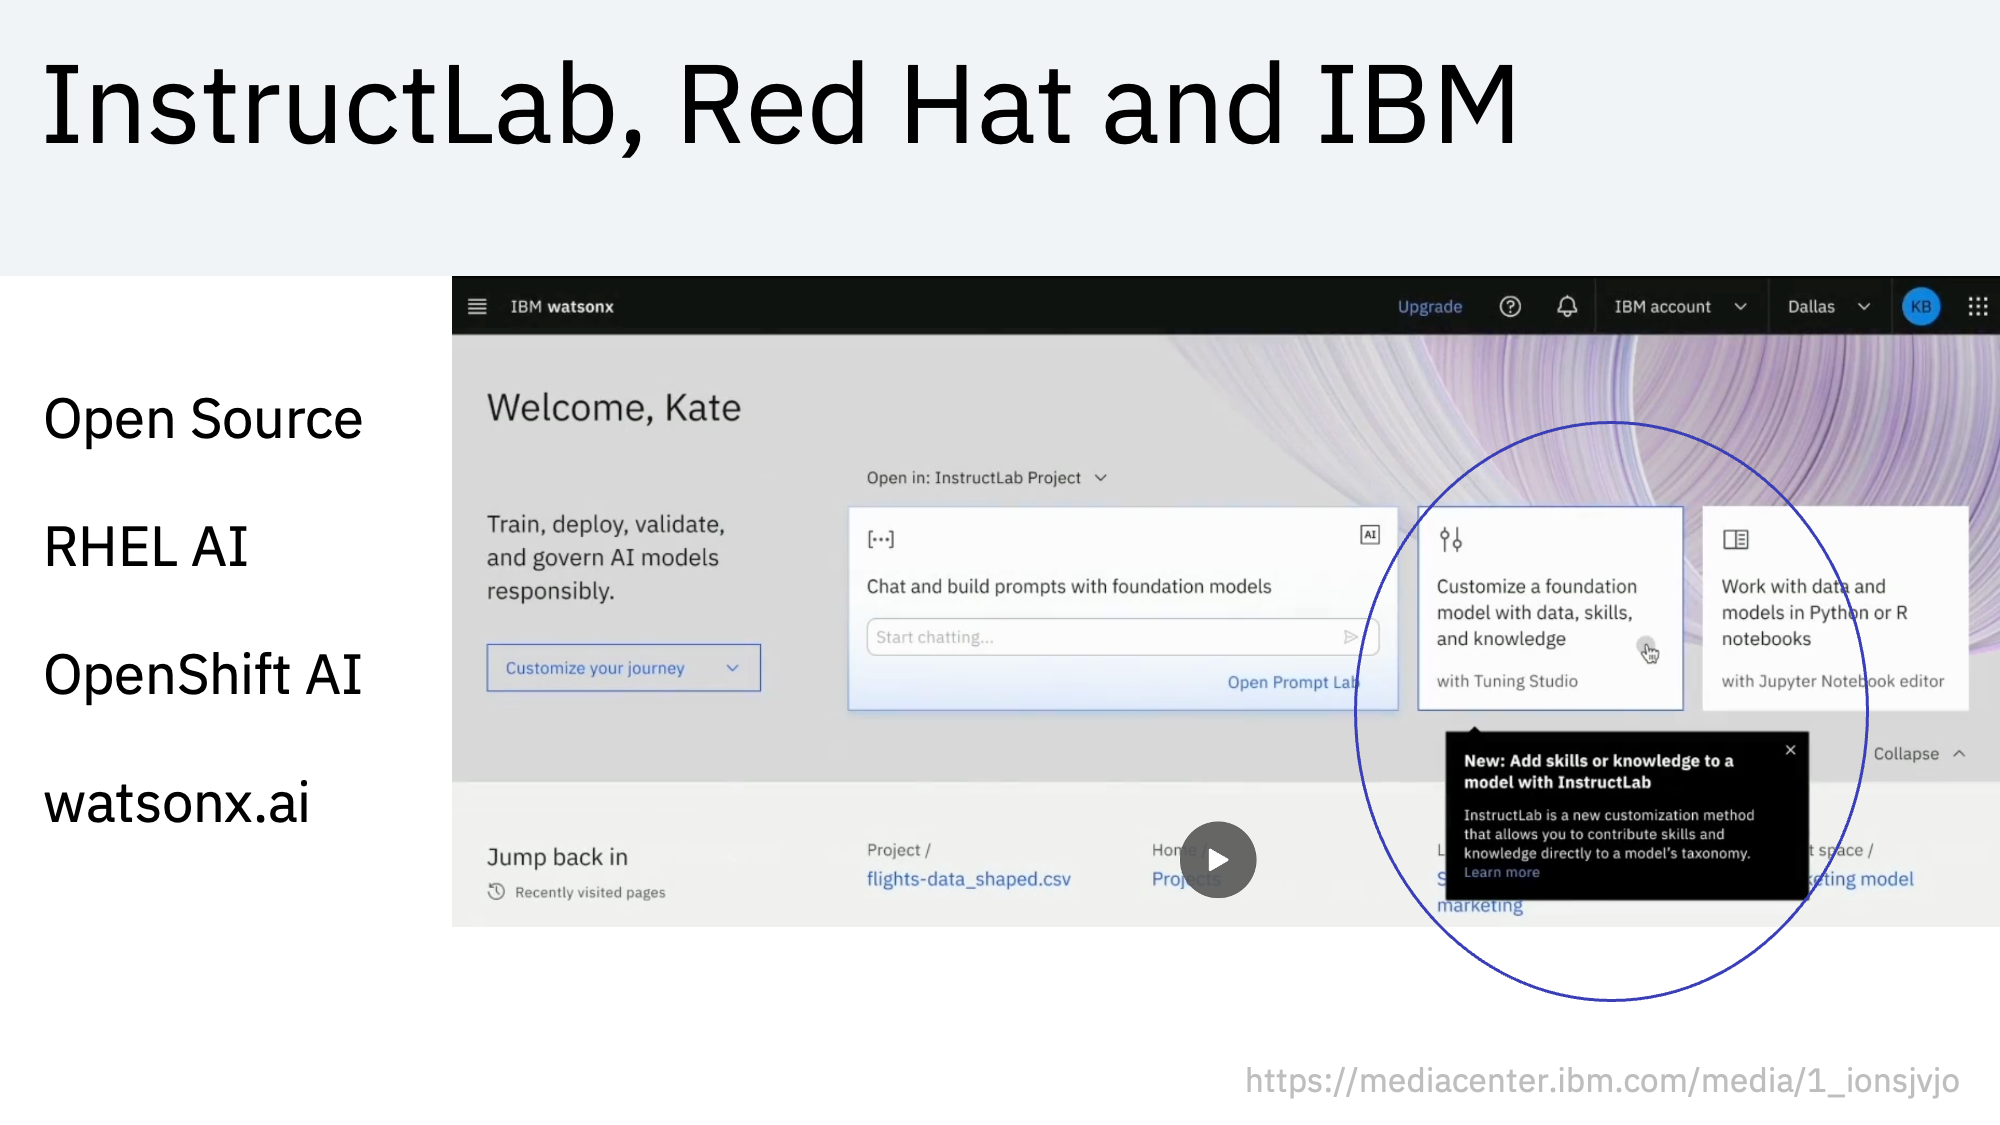 InstructLab, Red Hat and IBM
Open Source
RHEL AI
OpenShift AI
watsonx.ai
IBM watsonx
Upgrade
IBM account
Dallas
KB
Welcome, Kate
Train, deploy, validate,
and govern AI models
responsibly.
Customize your journey
Open in: InstructLab Project
[...]
AI
Chat and build prompts with foundation models
Start chatting...
Open Prompt Lab
Customize a foundation
model with data, skills,
and knowledge
with Tuning Studio
Work with data and
models in Python or R
notebooks
with Jupyter Notebook editor
Collapse
New: Add skills or knowledge to a
model with InstructLab
InstructLab is a new customization method
that allows you to contribute skills and
knowledge directly to a model's taxonomy.
Learn more
Jump back in
Recently visited pages
Project /
flights-data_shaped.csv
Home /
Projects
marketing
space /
model
https://mediacenter.ibm.com/media/1_ionsjvjo